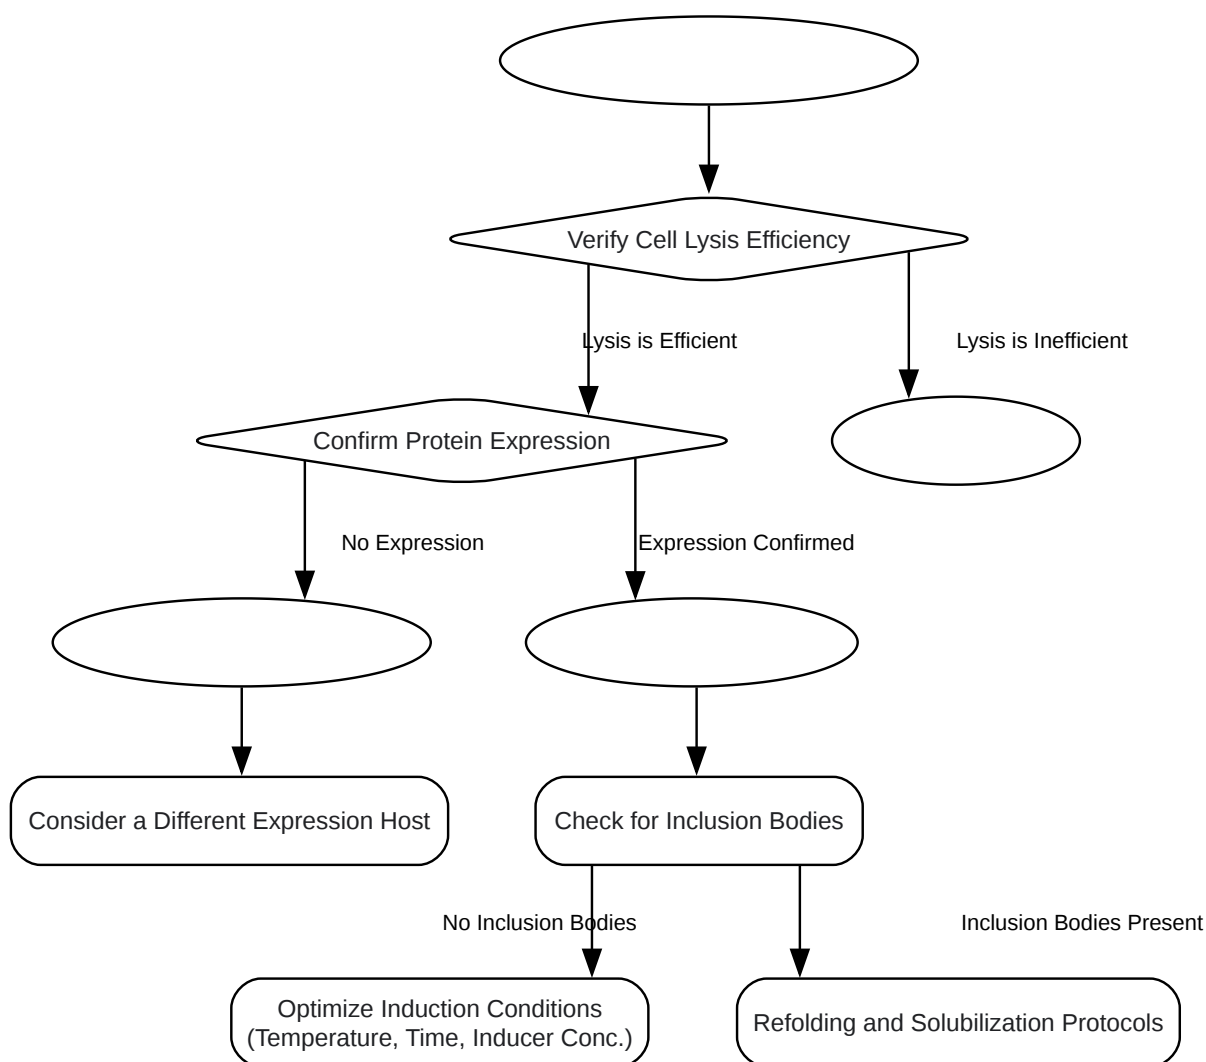 Verify Cell Lysis Efficiency
Lysis is Efficient
Lysis is Inefficient
Confirm Protein Expression
No Expression
Expression Confirmed
Consider a Different Expression Host
Check for Inclusion Bodies
No Inclusion Bodies
Inclusion Bodies Present
Optimize Induction Conditions
(Temperature, Time, Inducer Conc.)
Refolding and Solubilization Protocols